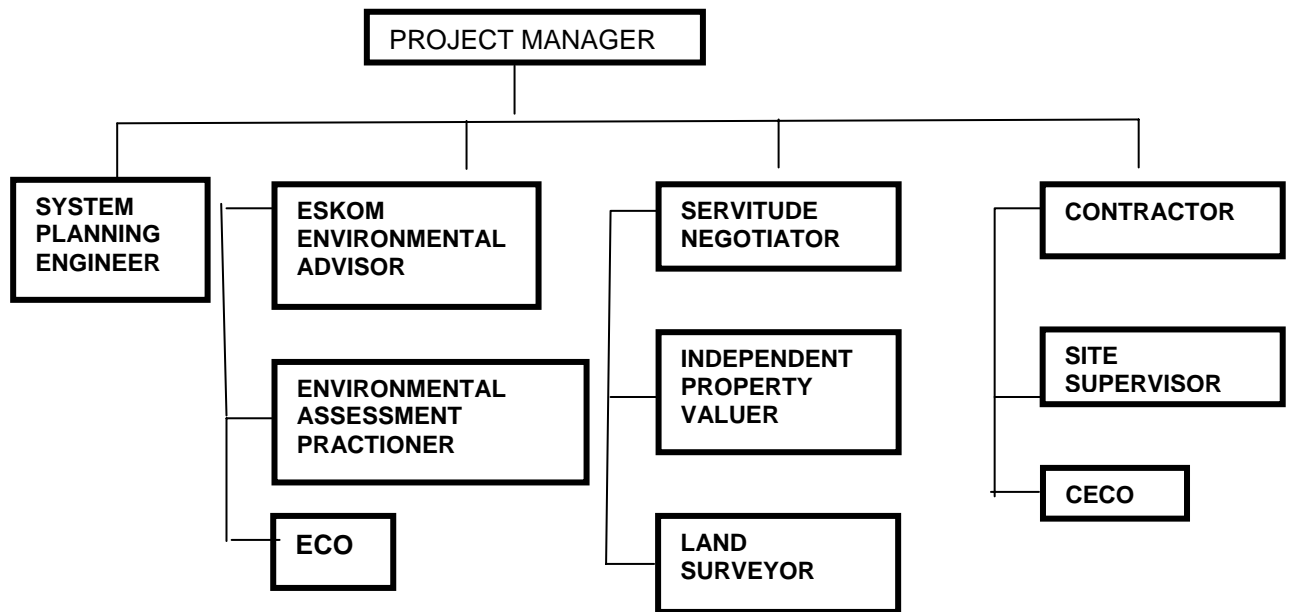 PROJECT MANAGER
SYSTEM
PLANNING
ENGINEER
ESKOM
ENVIRONMENTAL
ADVISOR
SERVITUDE
NEGOTIATOR
CONTRACTOR
ENVIRONMENTAL
ASSESSMENT
PRACTIONER
INDEPENDENT
PROPERTY
VALUER
SITE
SUPERVISOR
ECO
LAND
SURVEYOR
CECO